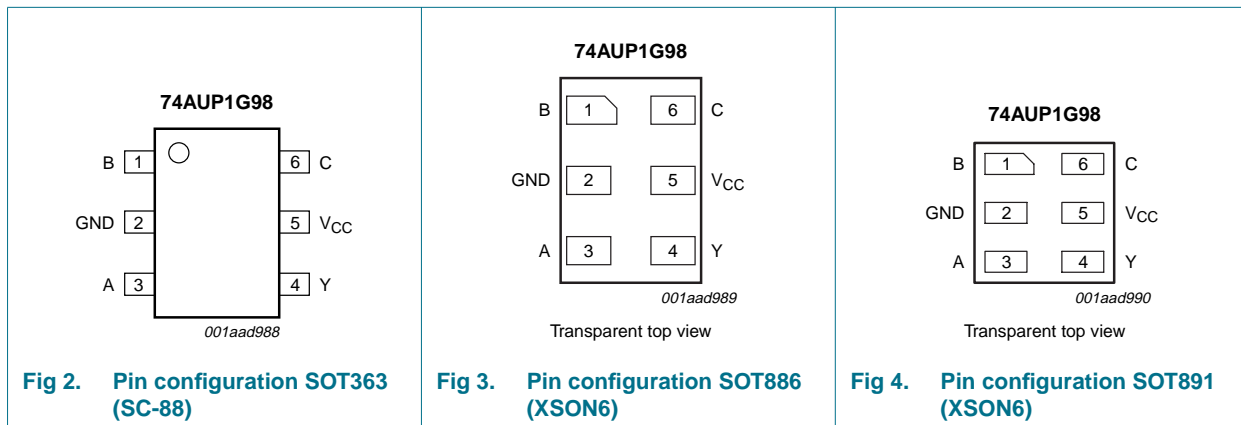 74AUP1G98
B 1 6 C
GND 2 5 VCC
A 3 4 Y
001aad988
Fig 2. Pin configuration SOT363
(SC-88)
74AUP1G98
B 1 6 C
GND 2 5 VCC
A 3 4 Y
001aad989
Transparent top view
Fig 3. Pin configuration SOT886
(XSON6)
74AUP1G98
B 1 6 C
GND 2 5 VCC
A 3 4 Y
001aad990
Transparent top view
Fig 4. Pin configuration SOT891
(XSON6)